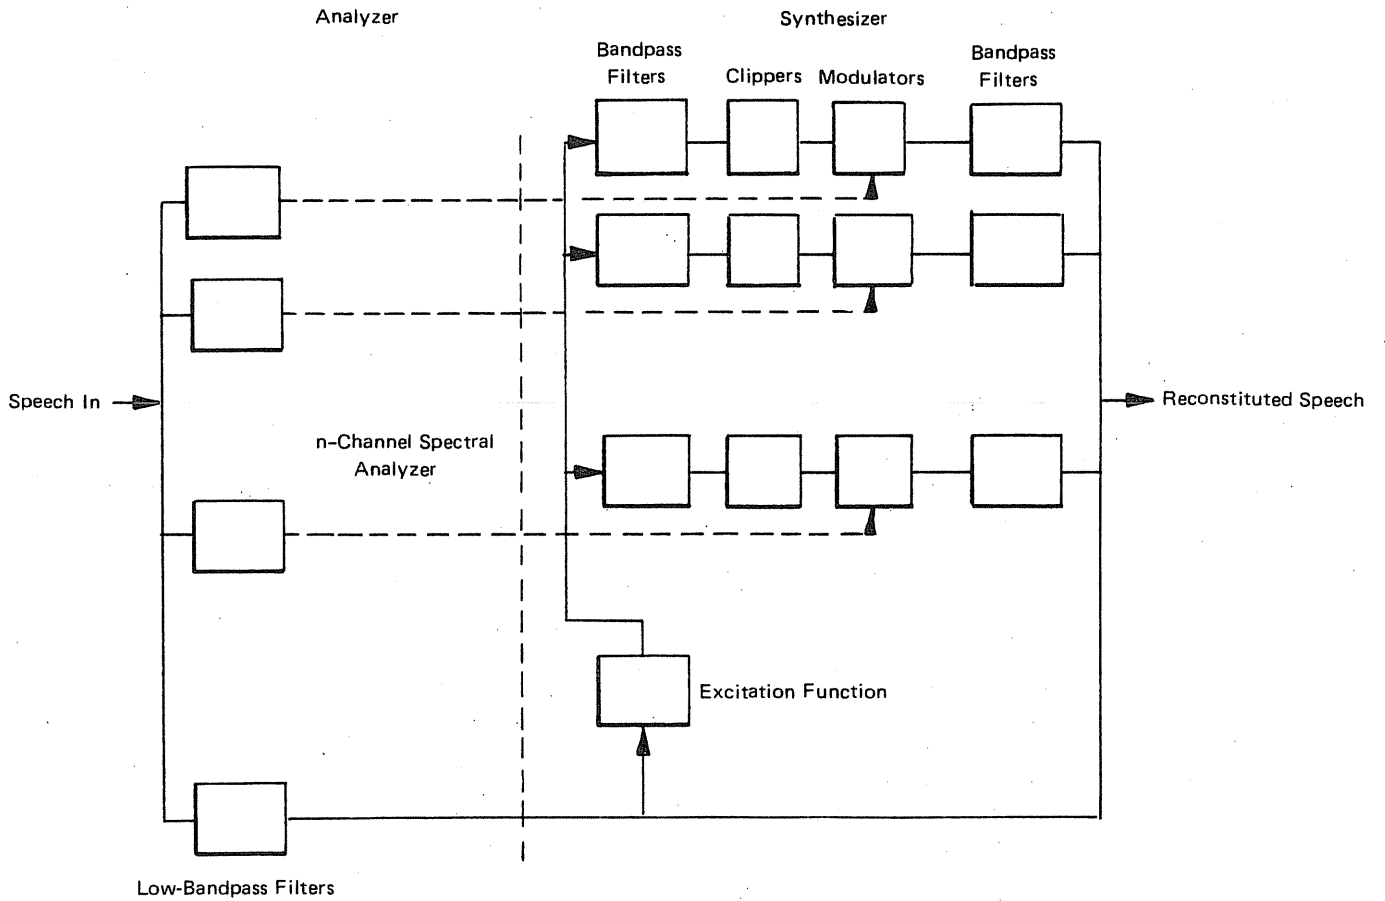 Analyzer
Synthesizer
Bandpass
Filters
Clippers
Modulators
Bandpass
Filters
Speech In
n-Channel Spectral
Analyzer
Reconstituted Speech
Excitation Function
Low-Bandpass Filters